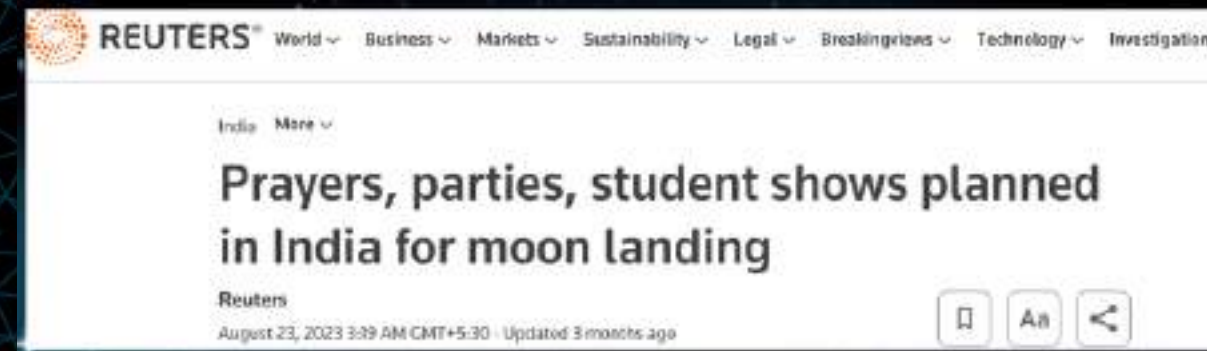 REUTERS® World Business Markets Sustainability Legal Breakingviews Technology Investigation
India More
Prayers, parties, student shows planned
in India for moon landing
Reuters
August 23, 2023 3:39 AM GMT+5:30 · Updated 3 months ago
Aa